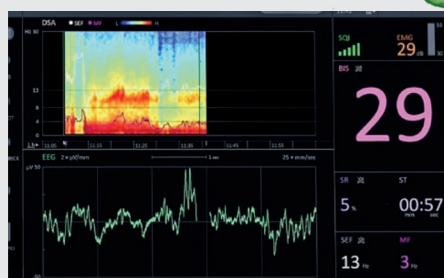 DSA SEF MF L H
Hz 30
13
8
4
0
1h 11:05 11:15 11:25 11:35 11:45 11:55
EEG 2 × μV/mm 1 sec 25 × mm/sec
μV 50
SQI
EMG
29 dB
BIS
29
SR
5 %
ST
00:57
mm sec
SEF
13 Hz
MF
3 Hz